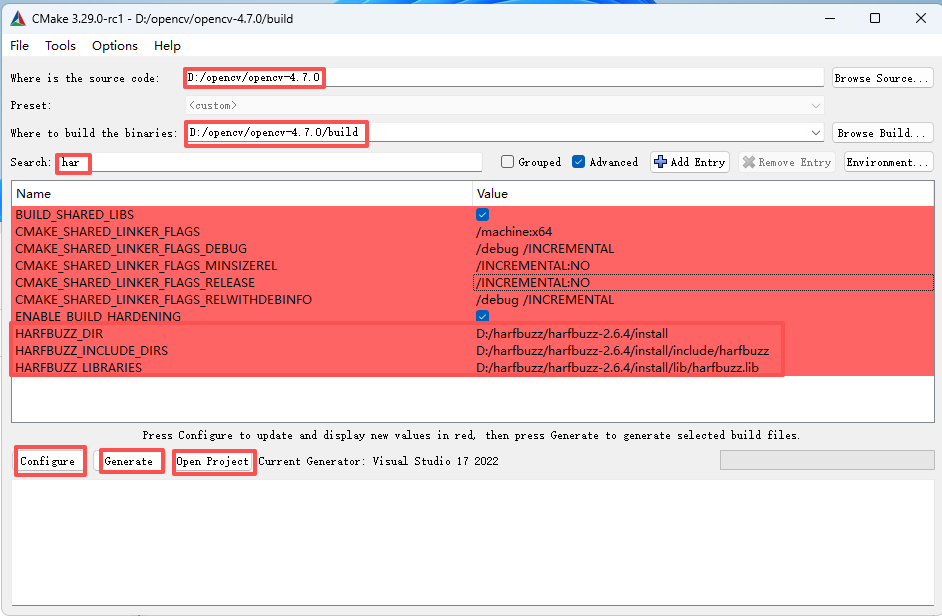 CMake 3.29.0-rc1 - D:/opencv/opencv-4.7.0/build
File Tools Options Help
Where is the source code: D:/opencv/opencv-4.7.0 Browse Source...
Preset: <custom>
Where to build the binaries: D:/opencv/opencv-4.7.0/build Browse Build...
Search: har Grouped Advanced Add Entry Remove Entry Environment...
Name Value
BUILD_SHARED_LIBS
CMAKE_SHARED_LINKER_FLAGS /machine:x64
CMAKE_SHARED_LINKER_FLAGS_DEBUG /debug /INCREMENTAL
CMAKE_SHARED_LINKER_FLAGS_MINSIZEREL /INCREMENTAL:NO
CMAKE_SHARED_LINKER_FLAGS_RELEASE /INCREMENTAL:NO
CMAKE_SHARED_LINKER_FLAGS_RELWITHDEBINFO /debug /INCREMENTAL
ENABLE_BUILD_HARDENING
HARFBUZZ_DIR D:/harfbuzz/harfbuzz-2.6.4/install
HARFBUZZ_INCLUDE_DIRS D:/harfbuzz/harfbuzz-2.6.4/install/include/harfbuzz
HARFBUZZ_LIBRARIES D:/harfbuzz/harfbuzz-2.6.4/install/lib/harfbuzz.lib
Press Configure to update and display new values in red, then press Generate to generate selected build files.
Configure Generate Open Project Current Generator: Visual Studio 17 2022